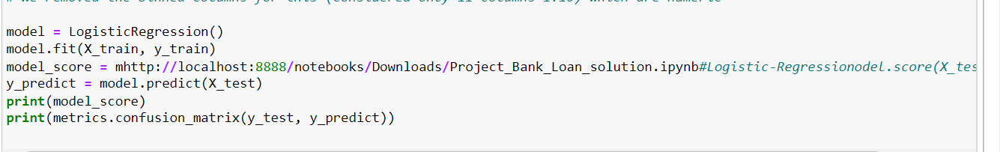 # We removed the binned columns for this (considered only 11 columns 1:10) which are numeric
model = LogisticRegression()
model.fit(X_train, y_train)
model_score = mhttp://localhost:8888/notebooks/Downloads/Project_Bank_Loan_solution.ipynb#Logistic-Regressionodel.score(X_tes
y_predict = model.predict(X_test)
print(model_score)
print(metrics.confusion_matrix(y_test, y_predict))